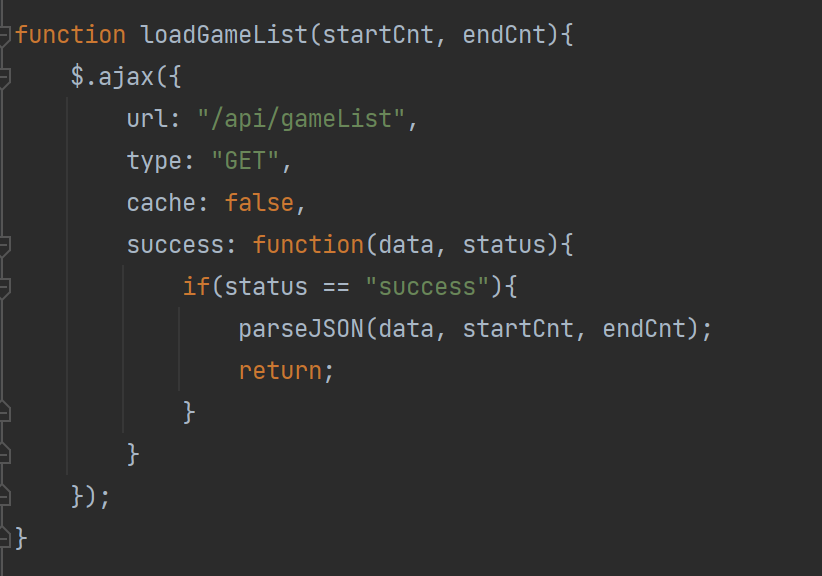 function loadGameList(startCnt, endCnt){
    $.ajax({
        url: "/api/gameList",
        type: "GET",
        cache: false,
        success: function(data, status){
            if(status == "success"){
                parseJSON(data, startCnt, endCnt);
                return;
            }
        }
    });
}